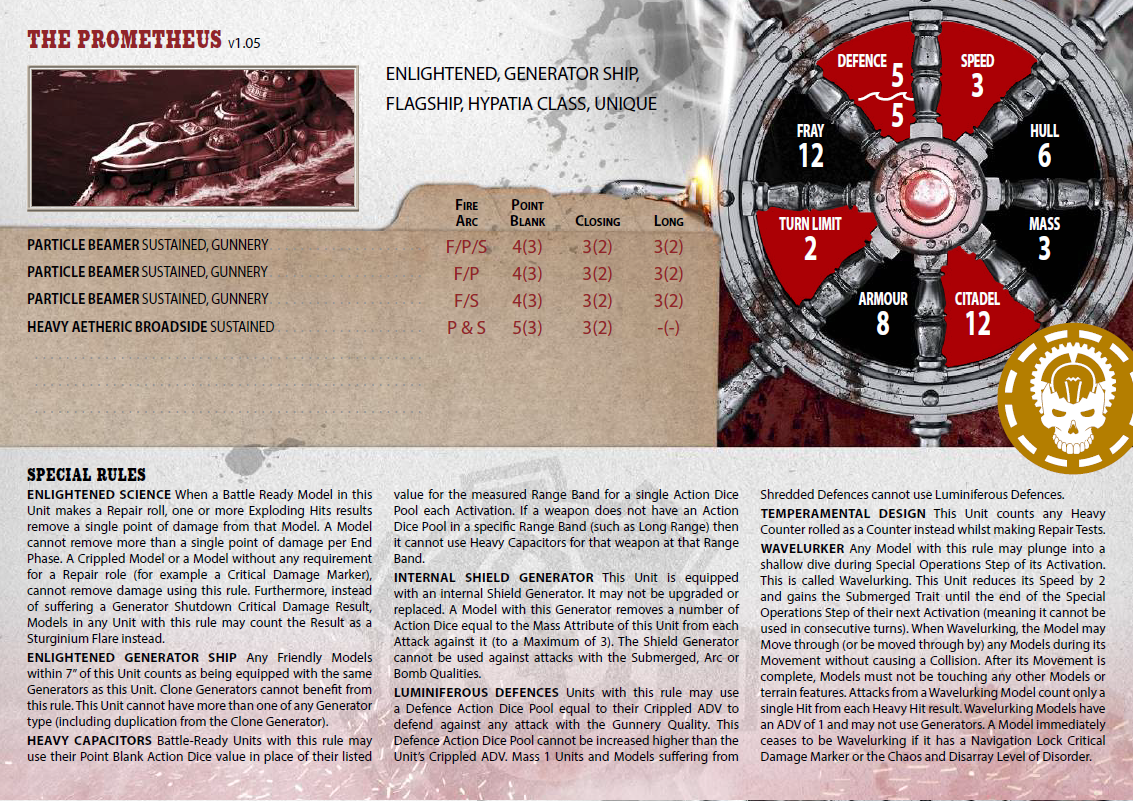 THE PROMETHEUS v1.05
ENLIGHTENED, GENERATOR SHIP,
FLAGSHIP, HYPATIA CLASS, UNIQUE
FIRE ARC POINT BLANK CLOSING LONG
PARTICLE BEAMER SUSTAINED, GUNNERY F/P/S 4(3) 3(2) 3(2)
PARTICLE BEAMER SUSTAINED, GUNNERY F/P 4(3) 3(2) 3(2)
PARTICLE BEAMER SUSTAINED, GUNNERY F/S 4(3) 3(2) 3(2)
HEAVY AETHERIC BROADSIDE SUSTAINED P & S 5(3) 3(2) -(-)
DEFENCE 5 5
SPEED 3
FRAY 12
HULL 6
TURN LIMIT 2
MASS 3
ARMOUR 8
CITADEL 12
SPECIAL RULES
ENLIGHTENED SCIENCE When a Battle Ready Model in this
Unit makes a Repair roll, one or more Exploding Hits results
remove a single point of damage from that Model. A Model
cannot remove more than a single point of damage per End
Phase. A Crippled Model or a Model without any requirement
for a Repair role (for example a Critical Damage Marker),
cannot remove damage using this rule. Furthermore, instead
of suffering a Generator Shutdown Critical Damage Result,
Models in any Unit with this rule may count the Result as a
Sturginium Flare instead.
ENLIGHTENED GENERATOR SHIP Any Friendly Models
within 7" of this Unit counts as being equipped with the same
Generators as this Unit. Clone Generators cannot benefit from
this rule. This Unit cannot have more than one of any Generator
type (including duplication from the Clone Generator).
HEAVY CAPACITORS Battle-Ready Units with this rule may
use their Point Blank Action Dice value in place of their listed
value for the measured Range Band for a single Action Dice
Pool each Activation. If a weapon does not have an Action
Dice Pool in a specific Range Band (such as Long Range) then
it cannot use Heavy Capacitors for that weapon at that Range
Band.
INTERNAL SHIELD GENERATOR This Unit is equipped
with an internal Shield Generator. It may not be upgraded or
replaced. A Model with this Generator removes a number of
Action Dice equal to the Mass Attribute of this Unit from each
Attack against it (to a Maximum of 3). The Shield Generator
cannot be used against attacks with the Submerged, Arc or
Bomb Qualities.
LUMINIFEROUS DEFENCES Units with this rule may use
a Defence Action Dice Pool equal to their Crippled ADV to
defend against any attack with the Gunnery Quality. This
Defence Action Dice Pool cannot be increased higher than the
Unit's Crippled ADV. Mass 1 Units and Models suffering from
Shredded Defences cannot use Luminiferous Defences.
TEMPERAMENTAL DESIGN This Unit counts any Heavy
Counter rolled as a Counter instead whilst making Repair Tests.
WAVELURKER Any Model with this rule may plunge into a
shallow dive during Special Operations Step of its Activation.
This is called Wavelurking. This Unit reduces its Speed by 2
and gains the Submerged Trait until the end of the Special
Operations Step of their next Activation (meaning it cannot be
used in consecutive turns). When Wavelurking, the Model may
Move through (or be moved through by) any Models during its
Movement without causing a Collision. After its Movement is
complete, Models must not be touching any other Models or
terrain features. Attacks from a Wavelurking Model count only a
single Hit from each Heavy Hit result. Wavelurking Models have
an ADV of 1 and may not use Generators. A Model immediately
ceases to be Wavelurking if it has a Navigation Lock Critical
Damage Marker or the Chaos and Disarray Level of Disorder.